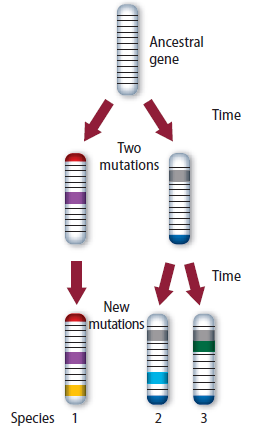 Ancestral
gene
Time
Two
mutations
Time
New
mutations
Species 1 2 3